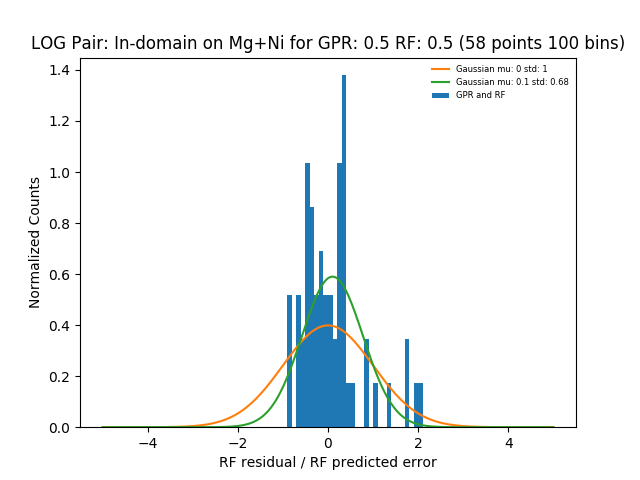 LOG Pair: In-domain on Mg+Ni for GPR: 0.5 RF: 0.5 (58 points 100 bins)
Gaussian mu: 0 std: 1
Gaussian mu: 0.1 std: 0.68
GPR and RF
1.4
1.2
1.0
0.8
0.6
0.4
0.2
0.0
Normalized Counts
−4 −2 0 2 4
RF residual / RF predicted error